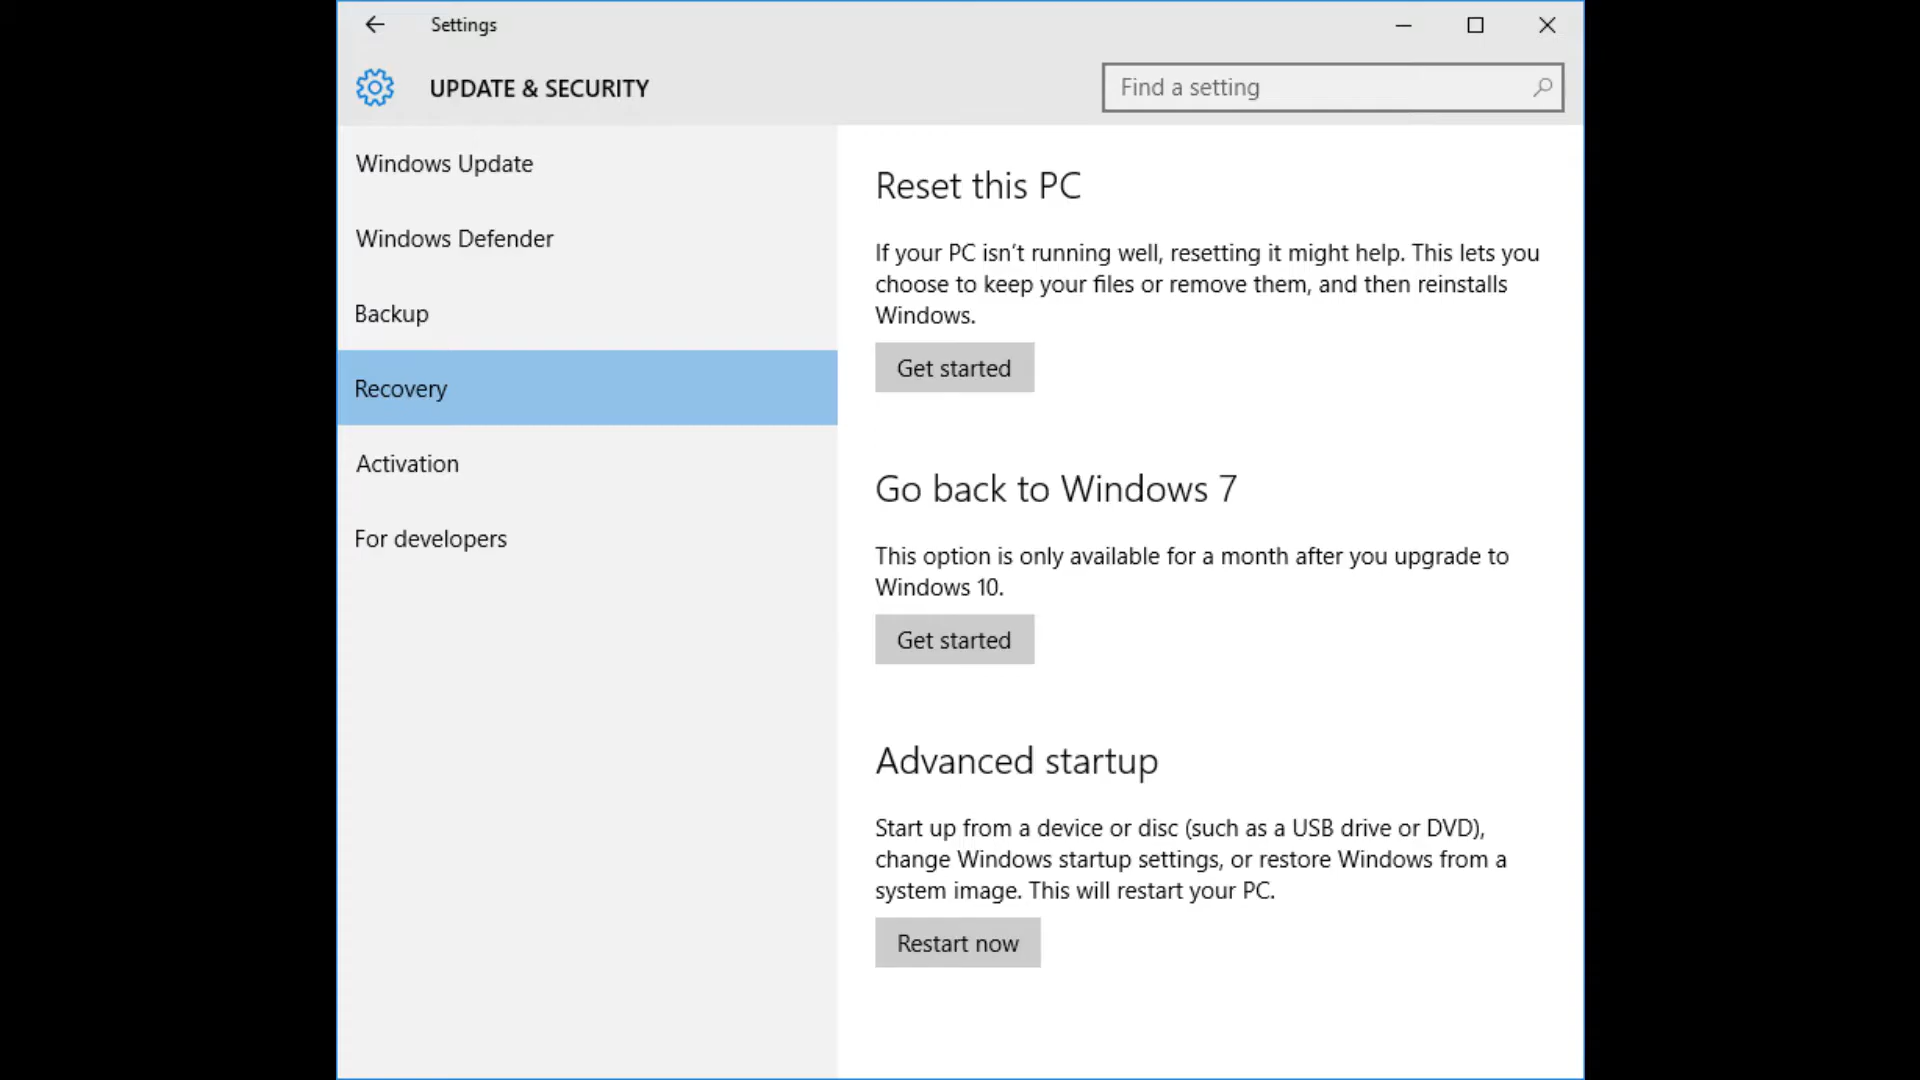 Settings
UPDATE & SECURITY
Find a setting
Windows Update
Windows Defender
Backup
Recovery
Activation
For developers
Reset this PC
If your PC isn’t running well, resetting it might help. This lets you
choose to keep your files or remove them, and then reinstalls
Windows.
Get started
Go back to Windows 7
This option is only available for a month after you upgrade to
Windows 10.
Get started
Advanced startup
Start up from a device or disc (such as a USB drive or DVD),
change Windows startup settings, or restore Windows from a
system image. This will restart your PC.
Restart now